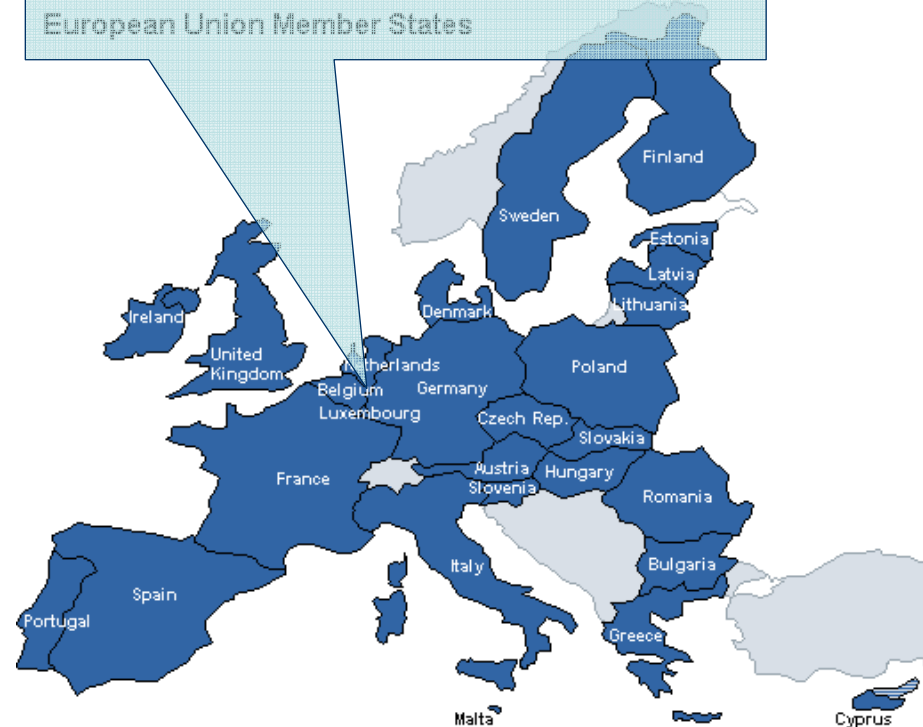 European Union Member States
Finland
Sweden
Estonia
Latvia
Lithuania
Denmark
Ireland
United
Kingdom
Netherlands
Belgium
Germany
Poland
Luxembourg
Czech Rep.
Slovakia
France
Austria
Hungary
Slovenia
Romania
Italy
Bulgaria
Spain
Portugal
Greece
Malta
Cyprus